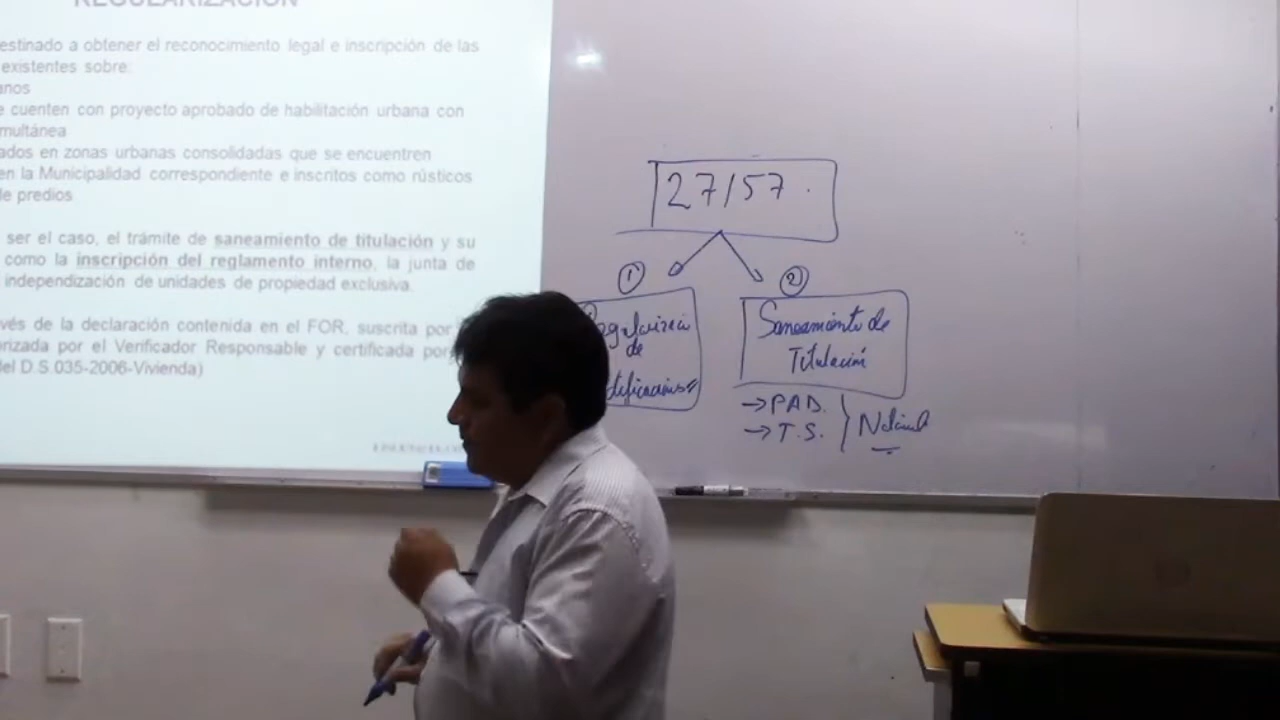 REGULARIZACIÓN
estinado a obtener el reconocimiento legal e inscripción de las
existentes sobre:
anos
e cuenten con proyecto aprobado de habilitación urbana con
multánea
ados en zonas urbanas consolidadas que se encuentren
en la Municipalidad correspondiente e inscritos como rústicos
de predios
ser el caso, el trámite de saneamiento de titulación y su
como la inscripción del reglamento interno, la junta de
independización de unidades de propiedad exclusiva.
vés de la declaración contenida en el FOR, suscrita por
orizada por el Verificador Responsable y certificada por
del D.S.035-2006-Vivienda)
27157
1
2
de
Saneamiento de
Titulación
→ PAD.
→ T.S.